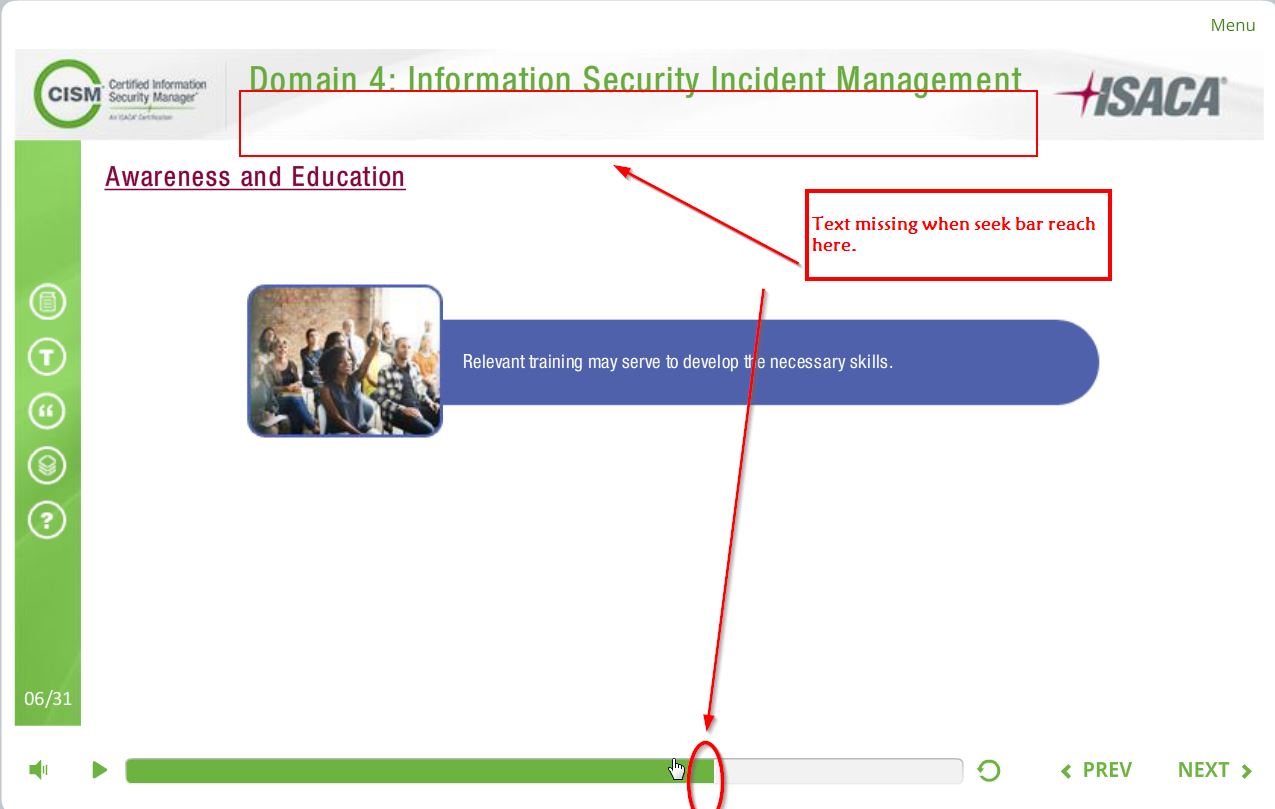 Menu
CISM
Certified Information
Security Manager®
An ISACA® Certification
Domain 4: Information Security Incident Management
ISACA®
Awareness and Education
Text missing when seek bar reach
here.
Relevant training may serve to develop the necessary skills.
T
“
?
06/31
PREV
NEXT